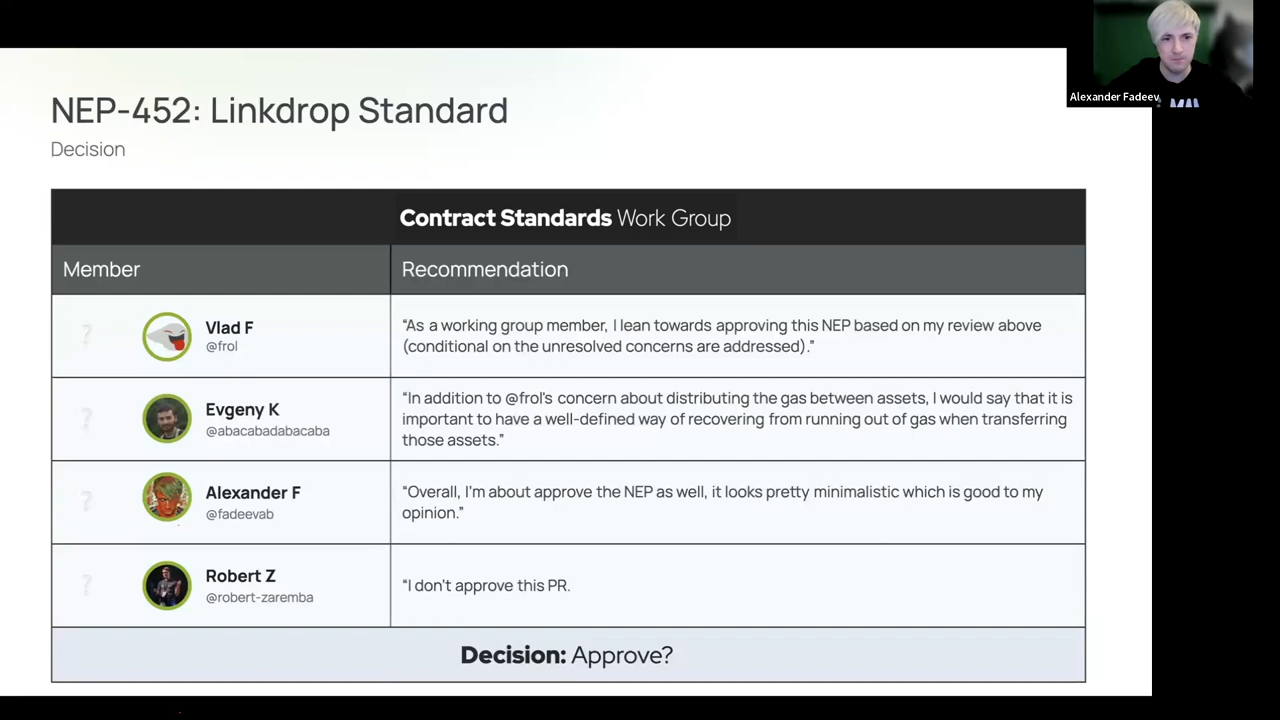 Alexander Fadeev
NEP-452: Linkdrop Standard
Decision
Contract Standards Work Group
Member
Recommendation
?
Vlad F
@frol
“As a working group member, I lean towards approving this NEP based on my review above
(conditional on the unresolved concerns are addressed).”
?
Evgeny K
@abacabadabacaba
“In addition to @frol's concern about distributing the gas between assets, I would say that it is
important to have a well-defined way of recovering from running out of gas when transferring
those assets.”
?
Alexander F
@fadeevab
“Overall, I'm about approve the NEP as well, it looks pretty minimalistic which is good to my
opinion.”
?
Robert Z
@robert-zaremba
“I don't approve this PR.
Decision: Approve?